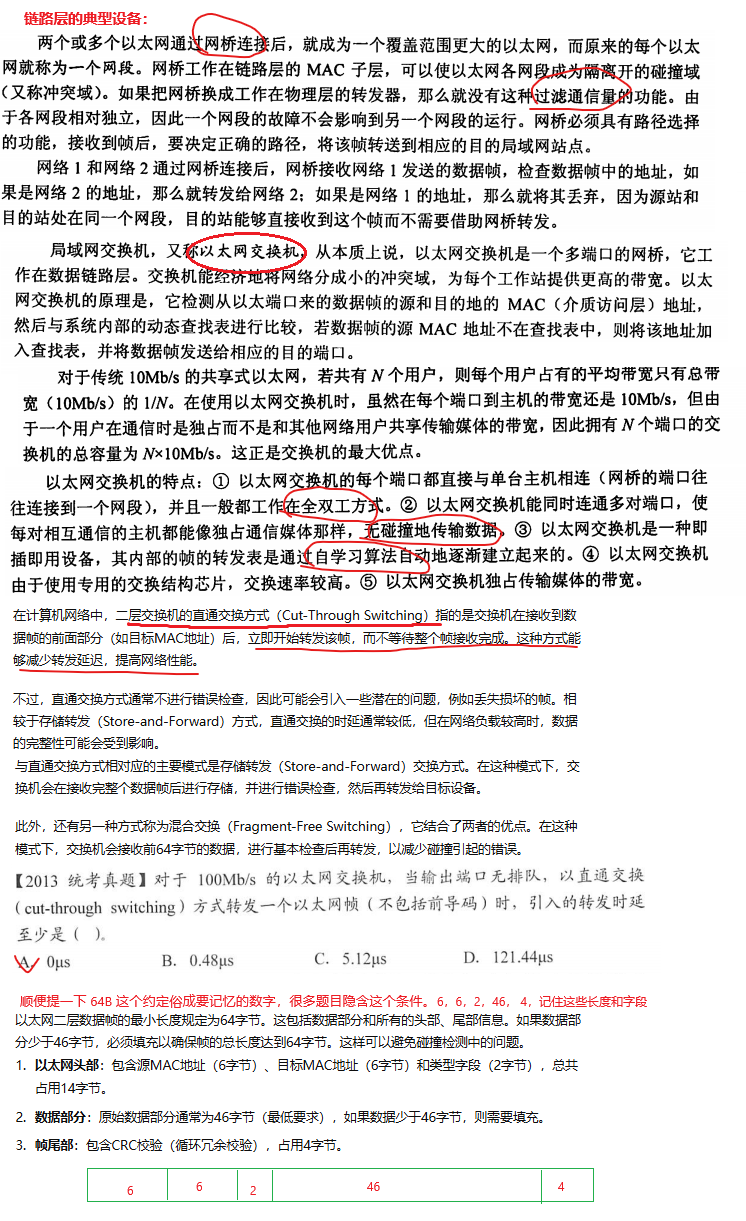 链路层的典型设备：
两个或多个以太网通过网桥连接后，就成为一个覆盖范围更大的以太网，而原来的每个以太
网就称为一个网段。网桥工作在链路层的 MAC 子层，可以使以太网各网段成为隔离开的碰撞域
（又称冲突域）。如果把网桥换成工作在物理层的转发器，那么就没有这种过滤通信量的功能。由
于各网段相对独立，因此一个网段的故障不会影响到另一个网段的运行。网桥必须具有路径选择
的功能，接收到帧后，要决定正确的路径，将该帧转送到相应的目的局域网站点。
网络 1 和网络 2 通过网桥连接后，网桥接收网络 1 发送的数据帧，检查数据帧中的地址，如
果是网络 2 的地址，那么就转发给网络 2；如果是网络 1 的地址，那么就将其丢弃，因为源站和
目的站处在同一个网段，目的站能够直接收到这个帧而不需要借助网桥转发。
局域网交换机，又称以太网交换机，从本质上说，以太网交换机是一个多端口的网桥，它工
作在数据链路层。交换机能经济地将网络分成小的冲突域，为每个工作站提供更高的带宽。以太
网交换机的原理是，它检测从以太端口来的数据帧的源和目的地的 MAC（介质访问层）地址，
然后与系统内部的动态查找表进行比较，若数据帧的源 MAC 地址不在查找表中，则将该地址加
入查找表，并将数据帧发送给相应的目的端口。
对于传统 10Mb/s 的共享式以太网，若共有 N 个用户，则每个用户占有的平均带宽只有总带
宽（10Mb/s）的 1/N。在使用以太网交换机时，虽然在每个端口到主机的带宽还是 10Mb/s，但由
于一个用户在通信时是独占而不是和其他网络用户共享传输媒体的带宽，因此拥有 N 个端口的交
换机的总容量为 N×10Mb/s。这正是交换机的最大优点。
以太网交换机的特点：① 以太网交换机的每个端口都直接与单台主机相连（网桥的端口往
往连接到一个网段），并且一般都工作在全双工方式。② 以太网交换机能同时连通多对端口，使
每对相互通信的主机都能像独占通信媒体那样，无碰撞地传输数据。③ 以太网交换机是一种即
插即用设备，其内部的帧的转发表是通过自学习算法自动地逐渐建立起来的。④ 以太网交换机
由于使用专用的交换结构芯片，交换速率较高。⑤ 以太网交换机独占传输媒体的带宽。
在计算机网络中，二层交换机的直通交换方式（Cut-Through Switching）指的是交换机在接收到数
据帧的前面部分（如目标MAC地址）后，立即开始转发该帧，而不等待整个帧接收完成。这种方式能
够减少转发延迟，提高网络性能。
不过，直通交换方式通常不进行错误检查，因此可能会引入一些潜在的问题，例如丢失损坏的帧。相
较于存储转发（Store-and-Forward）方式，直通交换的时延通常较低，但在网络负载较高时，数据
的完整性可能会受到影响。
与直通交换方式相对应的主要模式是存储转发（Store-and-Forward）交换方式。在这种模式下，交
换机会在接收完整个数据帧后进行存储，并进行错误检查，然后再转发给目标设备。
此外，还有另一种方式称为混合交换（Fragment-Free Switching），它结合了两者的优点。在这种
模式下，交换机会接收前64字节的数据，进行基本检查后再转发，以减少碰撞引起的错误。
【2013 统考真题】对于 100Mb/s 的以太网交换机，当输出端口无排队，以直通交换
（cut-through switching）方式转发一个以太网帧（不包括前导码）时，引入的转发时延
至少是（ ）。
A. 0μs B. 0.48μs C. 5.12μs D. 121.44μs
顺便提一下 64B 这个约定俗成要记忆的数字，很多题目隐含这个条件。6，6，2，46， 4，记住这些长度和字段
以太网二层数据帧的最小长度规定为64字节。这包括数据部分和所有的头部、尾部信息。如果数据部
分少于46字节，必须填充以确保帧的总长度达到64字节。这样可以避免碰撞检测中的问题。
1. 以太网头部：包含源MAC地址（6字节）、目标MAC地址（6字节）和类型字段（2字节），总共
占用14字节。
2. 数据部分：原始数据部分通常为46字节（最低要求），如果数据少于46字节，则需要填充。
3. 帧尾部：包含CRC校验（循环冗余校验），占用4字节。
6 6 2 46 4